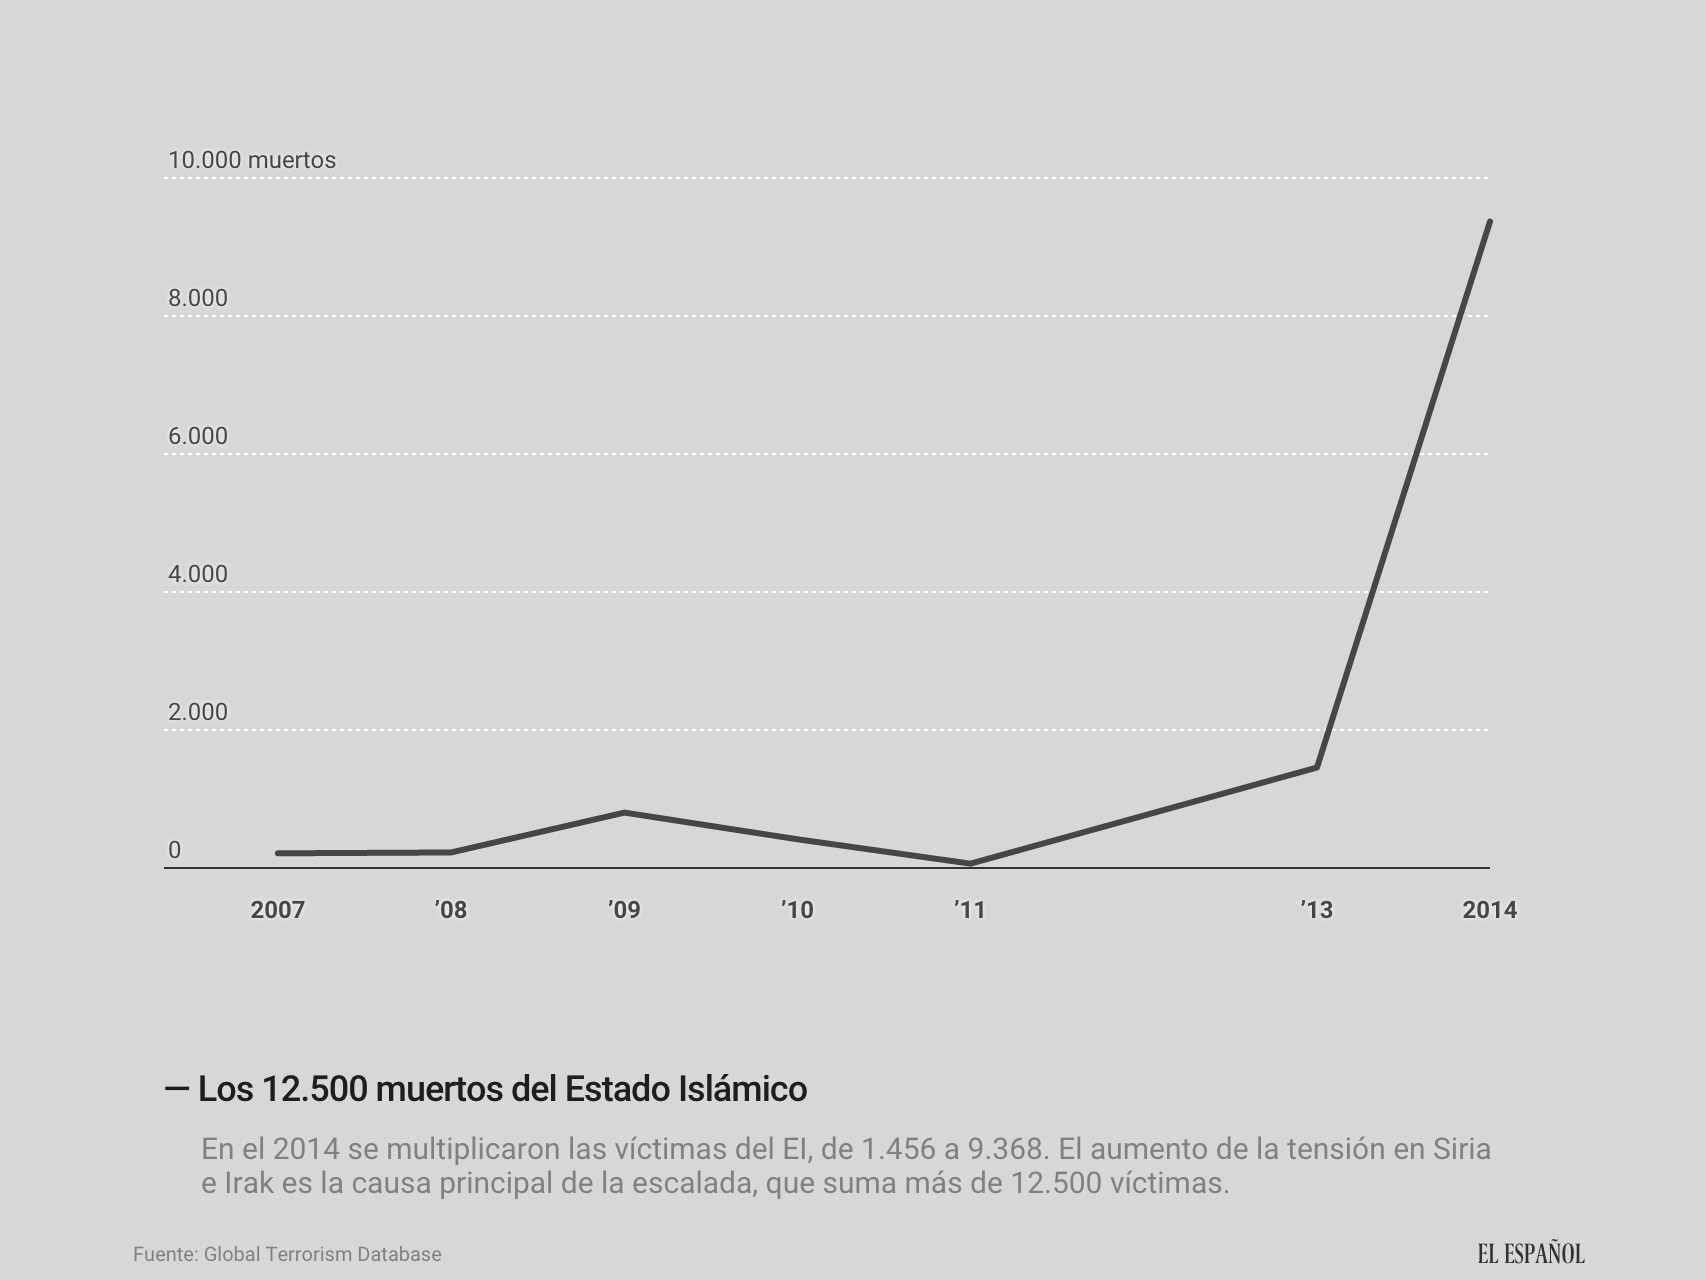 10.000 muertos
8.000
6.000
4.000
2.000
0
2007 ’08 ’09 ’10 ’11 ’13 2014
— Los 12.500 muertos del Estado Islámico
En el 2014 se multiplicaron las víctimas del EI, de 1.456 a 9.368. El aumento de la tensión en Siria
e Irak es la causa principal de la escalada, que suma más de 12.500 víctimas.
Fuente: Global Terrorism Database
EL ESPAÑOL